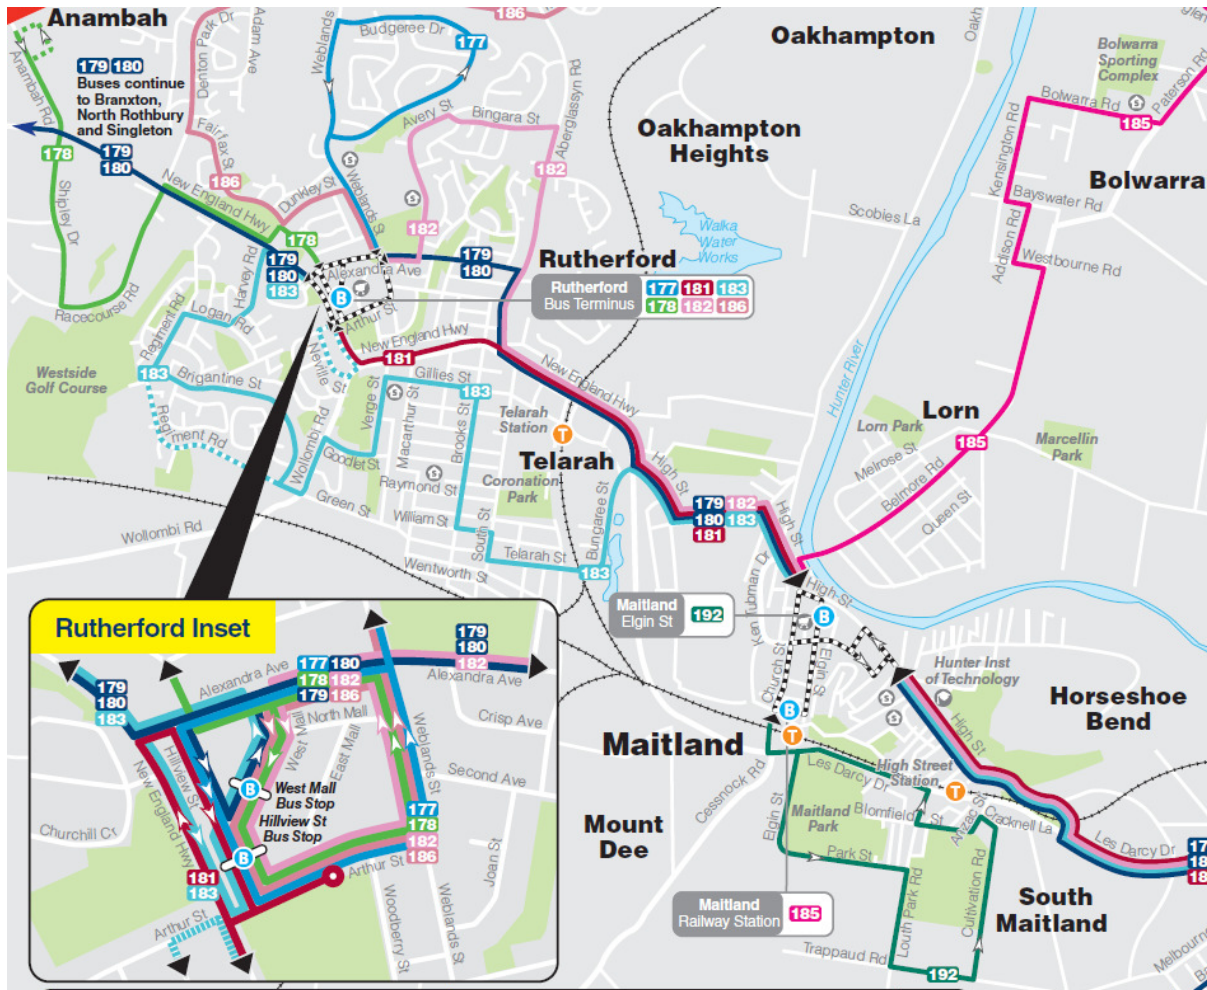 Anambah
Denton Park Dr
Adam Ave
Weblands
Budgeree Dr
186
177
Oakhampton
Oakh
Bolwarra
Sporting
Complex
Paterson Rd
179 180
Buses continue
to Branxton,
North Rothbury
and Singleton
Anambah Rd
Bolwarra Rd
185
Avery St
Bingara St
Aberglassyn Rd
Oakhampton
Heights
Kensington Rd
178
179
180
Fairfax St
186
182
Bolwarra
Shipley Dr
New England Hwy
Dunkley St
Weblands St
182
Scobies La
Bayswater Rd
Walka
Water
Works
Addison Rd
Westbourne Rd
178
Harvey Rd
179
180
183
Alexandra Ave
179
180
Rutherford
Rutherford
Bus Terminus
177 181 183
178 182 186
B
Racecourse Rd
Regiment Rd
Logan Rd
Arthur St
New England Hwy
181
New England Hwy
Hunter River
Westside
Golf Course
183
Brigantine St
Neville St
Gillies St
183
Verge St
Macarthur St
Brooks St
Telarah
Station
T
Lorn
Lorn Park
185
Marcellin
Park
Regiment Rd
Wollombi Rd
Goodlet St
Telarah
Melrose St
Belmore Rd
Queen St
Raymond St
Coronation
Park
High St
Green St
William St
South St
Bungaree St
179 182
180 183
181
High St
Wollombi Rd
Telarah St
Wentworth St
183
Ken Tubman Dr
High St
Maitland
Elgin St
192
B
Church St
Elgin St
Hunter Inst
of Technology
Horseshoe
Bend
B
T
Maitland
High St
High Street
Station
T
Cessnock Rd
Les Darcy Dr
Elgin St
Maitland
Park
Blomfield St
Anzac St
Cracknell La
Les Darcy Dr
Mount
Dee
Park St
Louth Park Rd
Cultivation Rd
South
Maitland
Maitland
Railway Station
185
Trappaud Rd
192
Melbourne
Rutherford Inset
179
180
183
Alexandra Ave
177 180
178 182
179 186
179
180
182
Alexandra Ave
North Mall
West Mall
East Mall
Crisp Ave
Hillview St
New England Hwy
Weblands St
Second Ave
B
West Mall
Bus Stop
Hillview St
Bus Stop
B
Churchill Cr
177
178
182
186
181
183
Arthur St
Joan St
Arthur St
Woodberry St
Weblands St